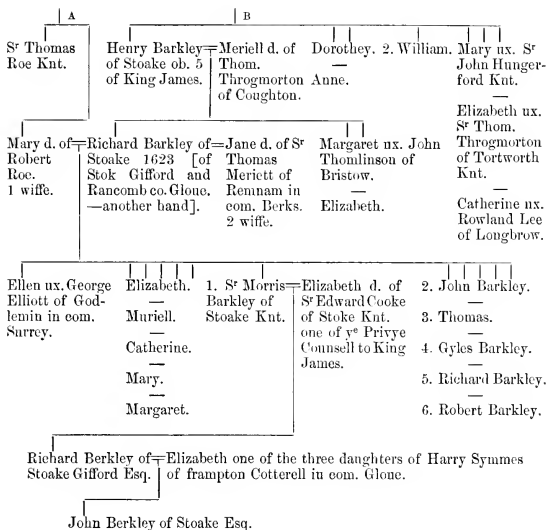 A
B
Sr Thomas
Roe Knt.
Henry Barkley
of Stoake ob. 5
of King James.
Meriell d. of
Thom.
Throgmorton
of Coughton.
Dorothey.
—
Anne.
2. William.
Mary ux. Sr
John Hunger-
ford Knt.
—
Elizabeth ux.
Sr Thom.
Throgmorton
of Tortworth
Knt.
—
Catherine ux.
Rowland Lee
of Longbrow.
Mary d. of
Robert
Roe.
1 wiffe.
Richard Barkley of
Stoake 1623 [of
Stok Gifford and
Rancomb co. Glouc.
—another hand].
Jane d. of Sr
Thomas
Meriett of
Remnam in
com. Berks.
2 wiffe.
Margaret ux. John
Thomlinson of
Bristow.
—
Elizabeth.
Ellen ux. George
Elliott of God-
lemin in com.
Surrey.
Elizabeth.
—
Muriell.
—
Catherine.
—
Mary.
—
Margaret.
1. Sr Morris
Barkley of
Stoake Knt.
Elizabeth d. of
Sr Edward Cooke
of Stoke Knt.
one of ye Privye
Counsell to King
James.
2. John Barkley.
—
3. Thomas.
—
4. Gyles Barkley.
—
5. Richard Barkley.
—
6. Robert Barkley.
Richard Berkley of
Stoake Gifford Esq.
Elizabeth one of the three daughters of Harry Symmes
of frampton Cotterell in com. Glouc.
John Berkley of Stoake Esq.